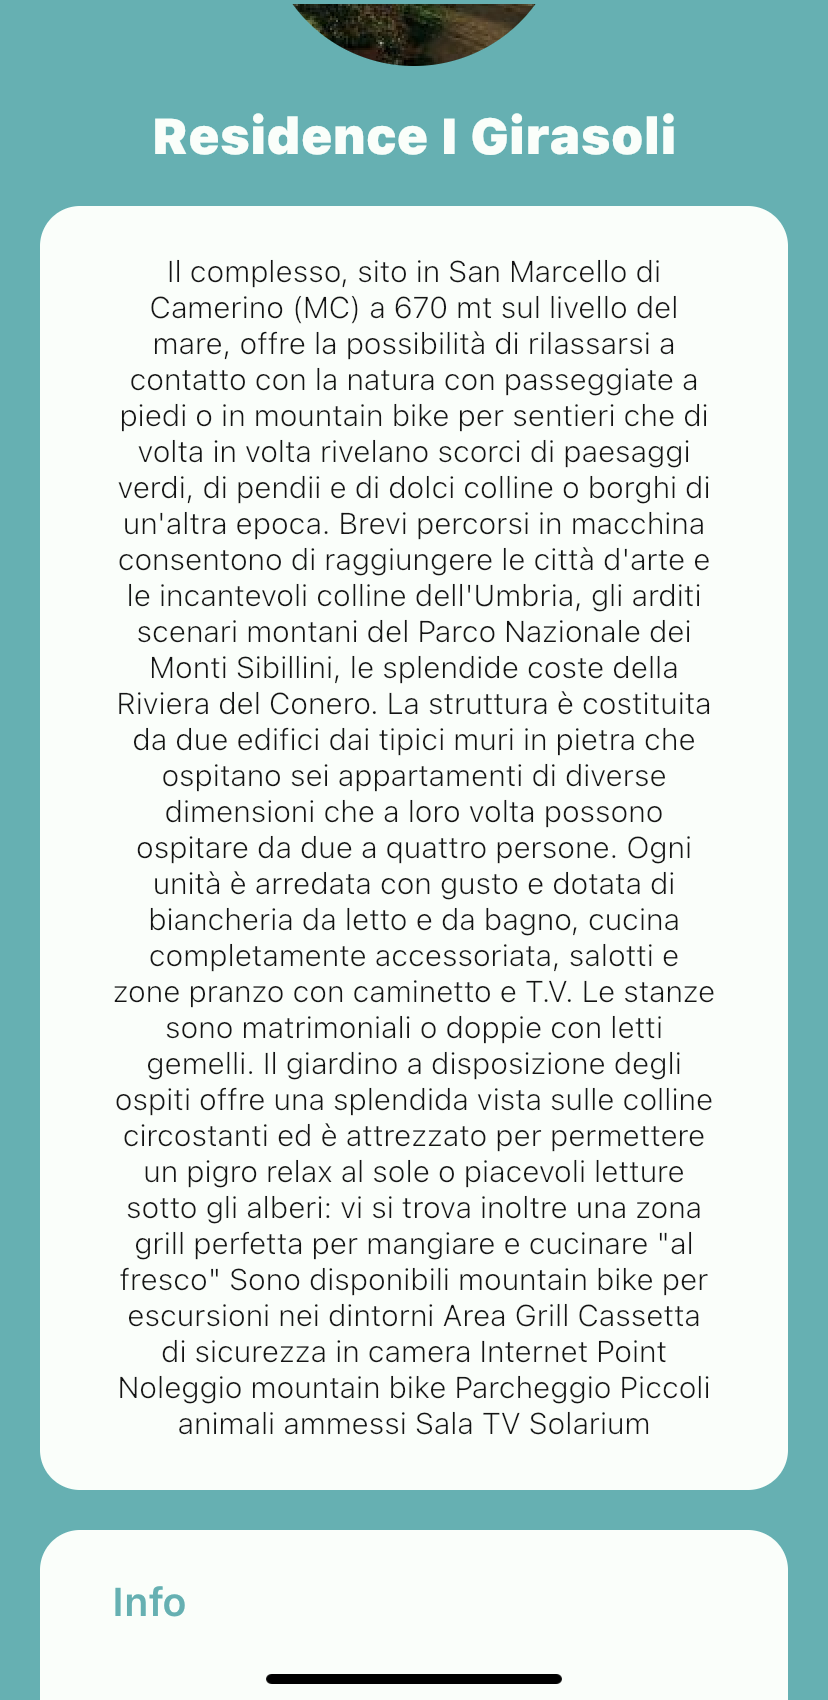 Residence I Girasoli
Il complesso, sito in San Marcello di
Camerino (MC) a 670 mt sul livello del
mare, offre la possibilità di rilassarsi a
contatto con la natura con passeggiate a
piedi o in mountain bike per sentieri che di
volta in volta rivelano scorci di paesaggi
verdi, di pendii e di dolci colline o borghi di
un'altra epoca. Brevi percorsi in macchina
consentono di raggiungere le città d'arte e
le incantevoli colline dell'Umbria, gli arditi
scenari montani del Parco Nazionale dei
Monti Sibillini, le splendide coste della
Riviera del Conero. La struttura è costituita
da due edifici dai tipici muri in pietra che
ospitano sei appartamenti di diverse
dimensioni che a loro volta possono
ospitare da due a quattro persone. Ogni
unità è arredata con gusto e dotata di
biancheria da letto e da bagno, cucina
completamente accessoriata, salotti e
zone pranzo con caminetto e T.V. Le stanze
sono matrimoniali o doppie con letti
gemelli. Il giardino a disposizione degli
ospiti offre una splendida vista sulle colline
circostanti ed è attrezzato per permettere
un pigro relax al sole o piacevoli letture
sotto gli alberi: vi si trova inoltre una zona
grill perfetta per mangiare e cucinare "al
fresco" Sono disponibili mountain bike per
escursioni nei dintorni Area Grill Cassetta
di sicurezza in camera Internet Point
Noleggio mountain bike Parcheggio Piccoli
animali ammessi Sala TV Solarium
Info